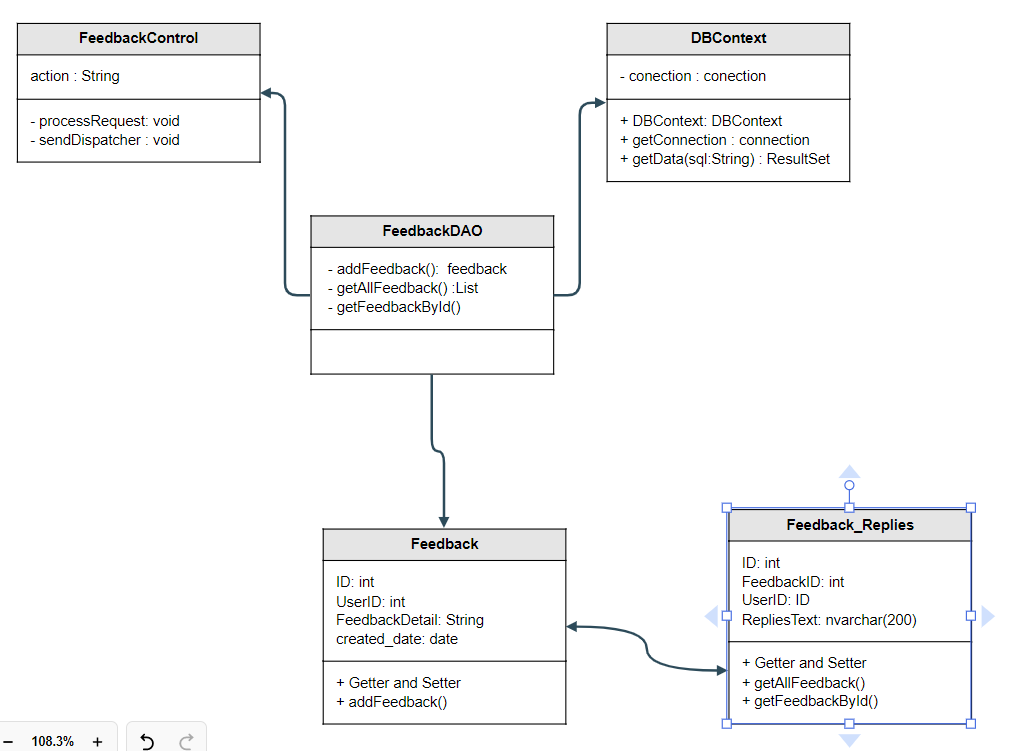 FeedbackControl
action : String
- processRequest: void
- sendDispatcher : void
DBContext
- conection : conection
+ DBContext: DBContext
+ getConnection : connection
+ getData(sql:String) : ResultSet
FeedbackDAO
- addFeedback(): feedback
- getAllFeedback() :List
- getFeedbackById()
Feedback
ID: int
UserID: int
FeedbackDetail: String
created_date: date
+ Getter and Setter
+ addFeedback()
Feedback_Replies
ID: int
FeedbackID: int
UserID: ID
RepliesText: nvarchar(200)
+ Getter and Setter
+ getAllFeedback()
+ getFeedbackById()
− 108.3% +